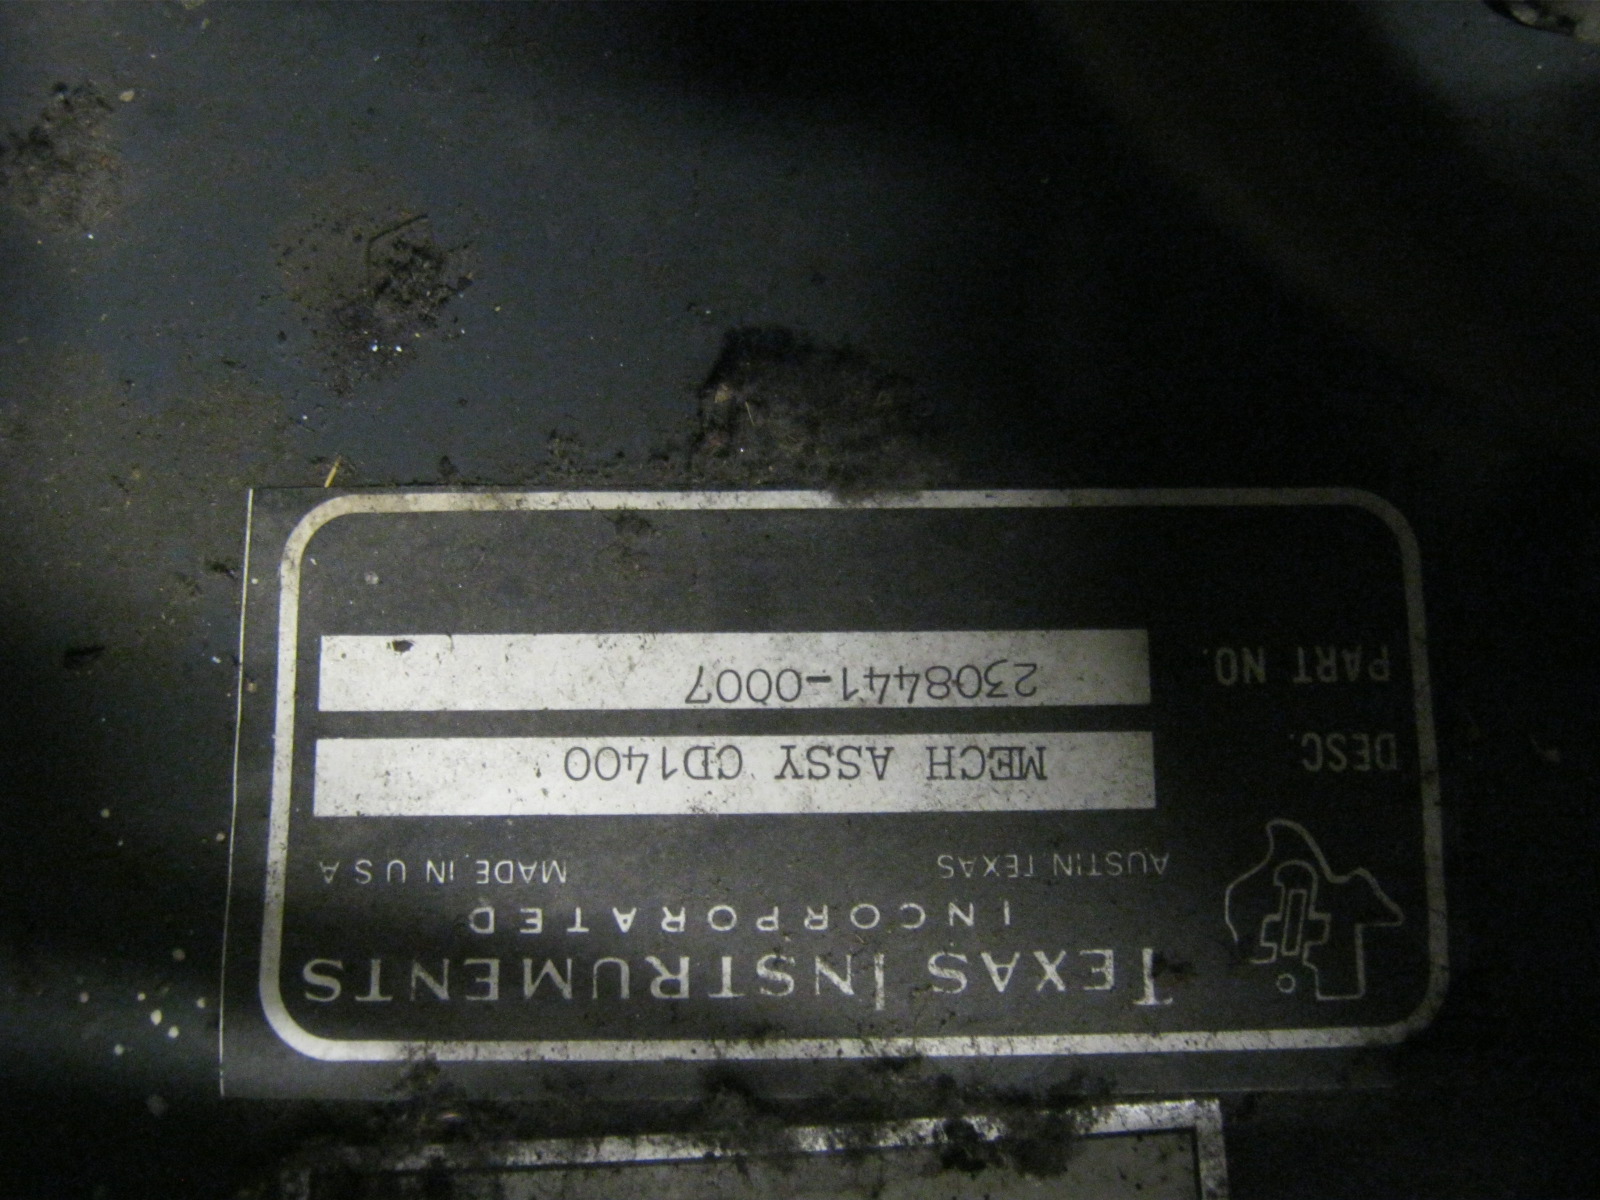 TEXAS INSTRUMENTS
INCORPORATED
AUSTIN, TEXAS MADE IN U S A
DESC. MECH ASSY CD1400
PART NO. 2308441-0007